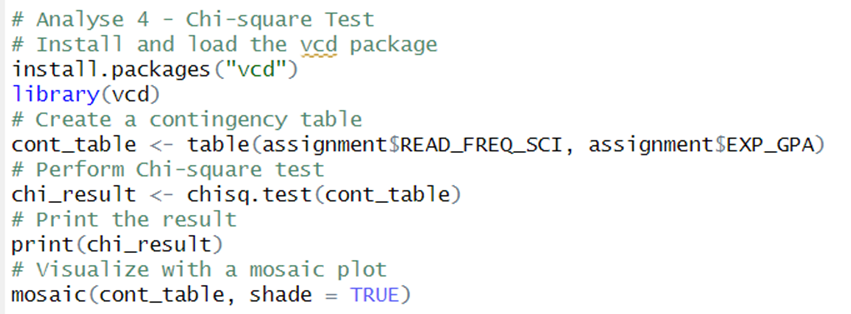 # Analyse 4 - Chi-square Test
# Install and load the vcd package
install.packages("vcd")
library(vcd)
# Create a contingency table
cont_table <- table(assignment$READ_FREQ_SCI, assignment$EXP_GPA)
# Perform Chi-square test
chi_result <- chisq.test(cont_table)
# Print the result
print(chi_result)
# Visualize with a mosaic plot
mosaic(cont_table, shade = TRUE)